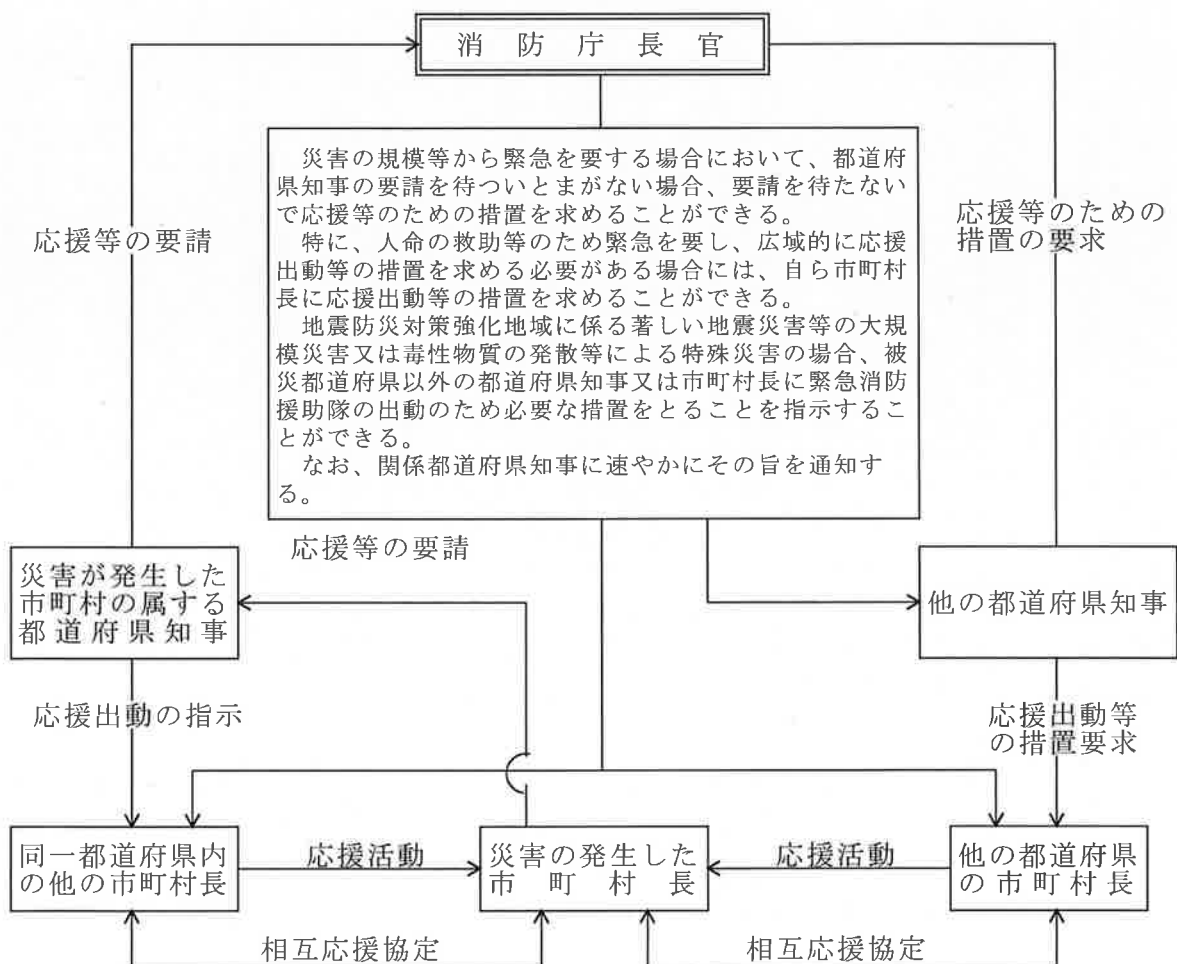 消防庁長官
災害の規模等から緊急を要する場合において、都道府
県知事の要請を待ついとまがない場合、要請を待たない
で応援等のための措置を求めることができる。
特に、人命の救助等のため緊急を要し、広域的に応援
出動等の措置を求める必要がある場合には、自ら市町村
長に応援出動等の措置を求めることができる。
地震防災対策強化地域に係る著しい地震災害等の大規
模災害又は毒性物質の発散等による特殊災害の場合、被
災都道府県以外の都道府県知事又は市町村長に緊急消防
援助隊の出動のため必要な措置をとることを指示するこ
とができる。
なお、関係都道府県知事に速やかにその旨を通知す
る。
応援等の要請
応援等のための
措置の要求
応援等の要請
災害が発生した
市町村の属する
都道府県知事
他の都道府県知事
応援出動の指示
応援出動等
の措置要求
同一都道府県内
の他の市町村長
応援活動
災害の発生した
市町村長
応援活動
他の都道府県
の市町村長
相互応援協定
相互応援協定